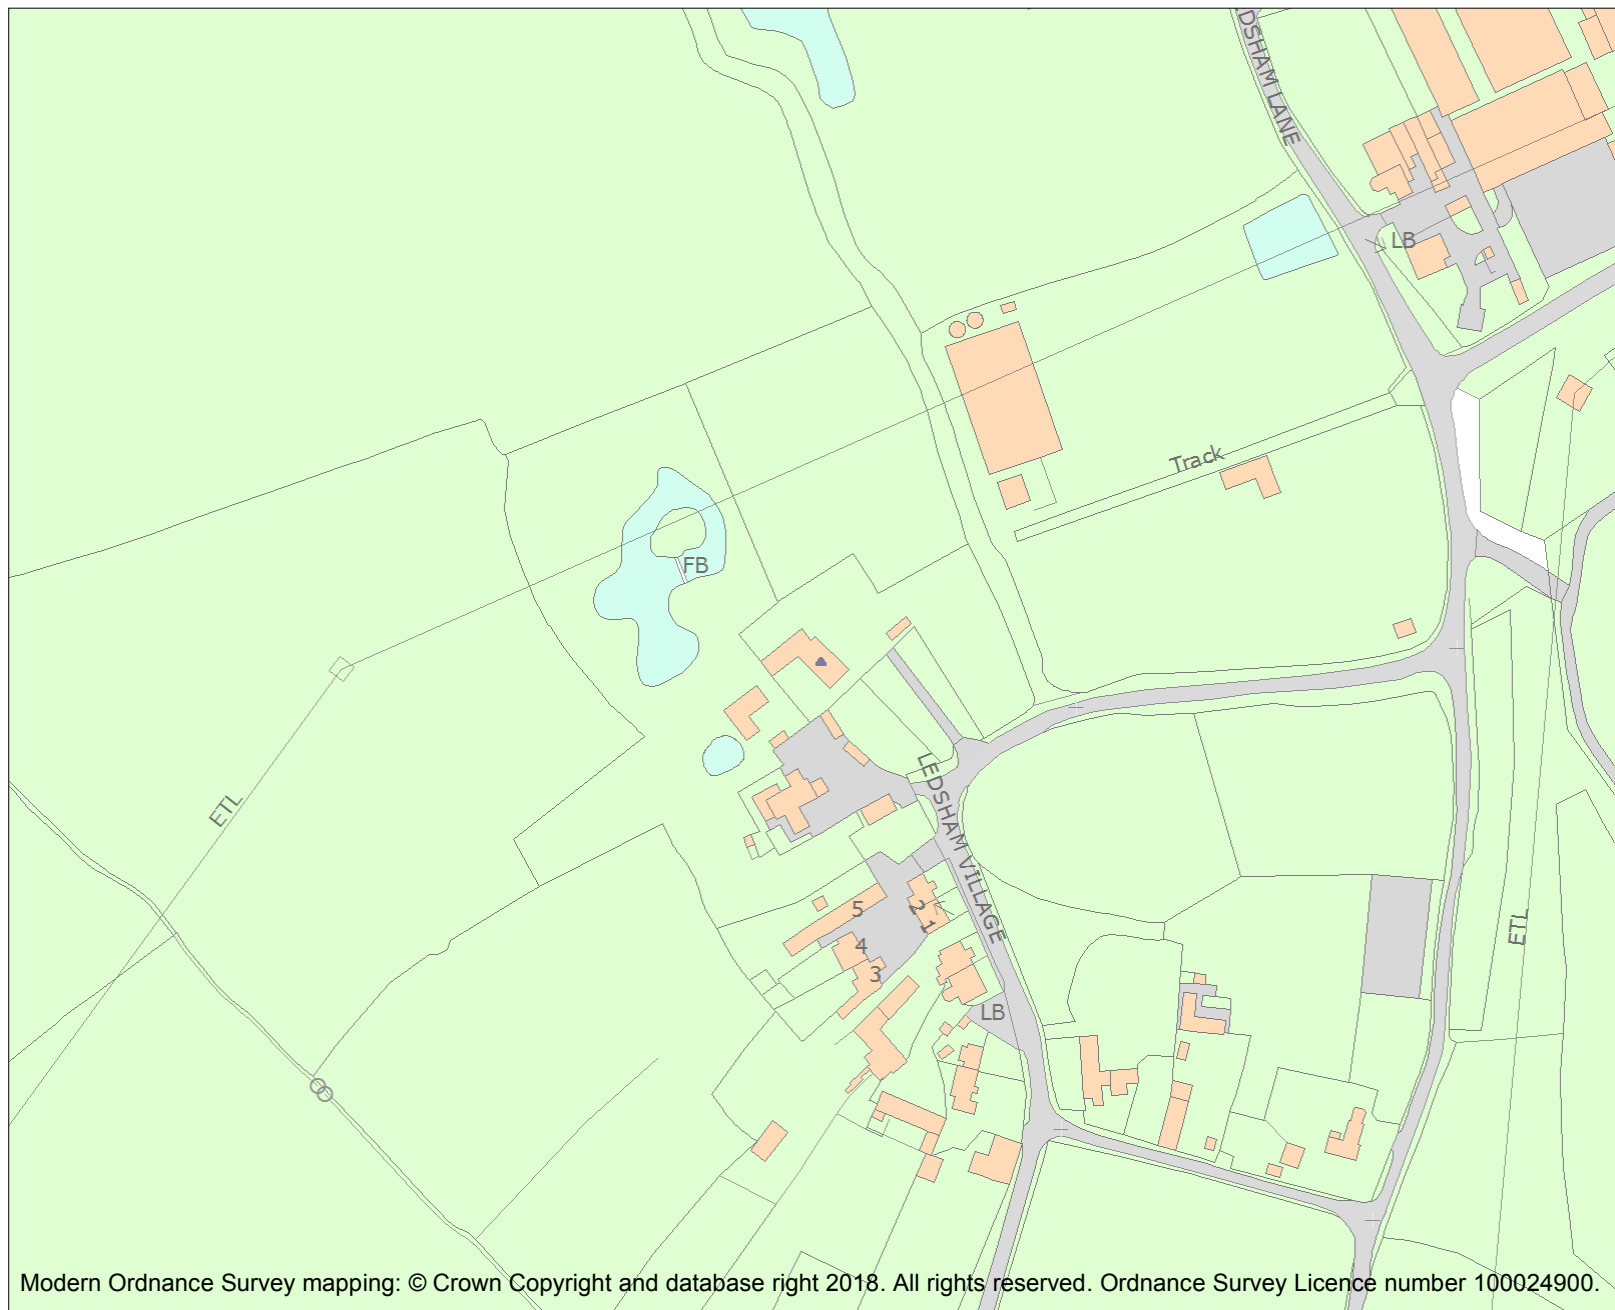 DSHAM LANE
LB
Track
FB
ETL
LEDSHAM VILLAGE
5
2
1
4
3
ETL
LB
Modern Ordnance Survey mapping: © Crown Copyright and database right 2018. All rights reserved. Ordnance Survey Licence number 100024900.